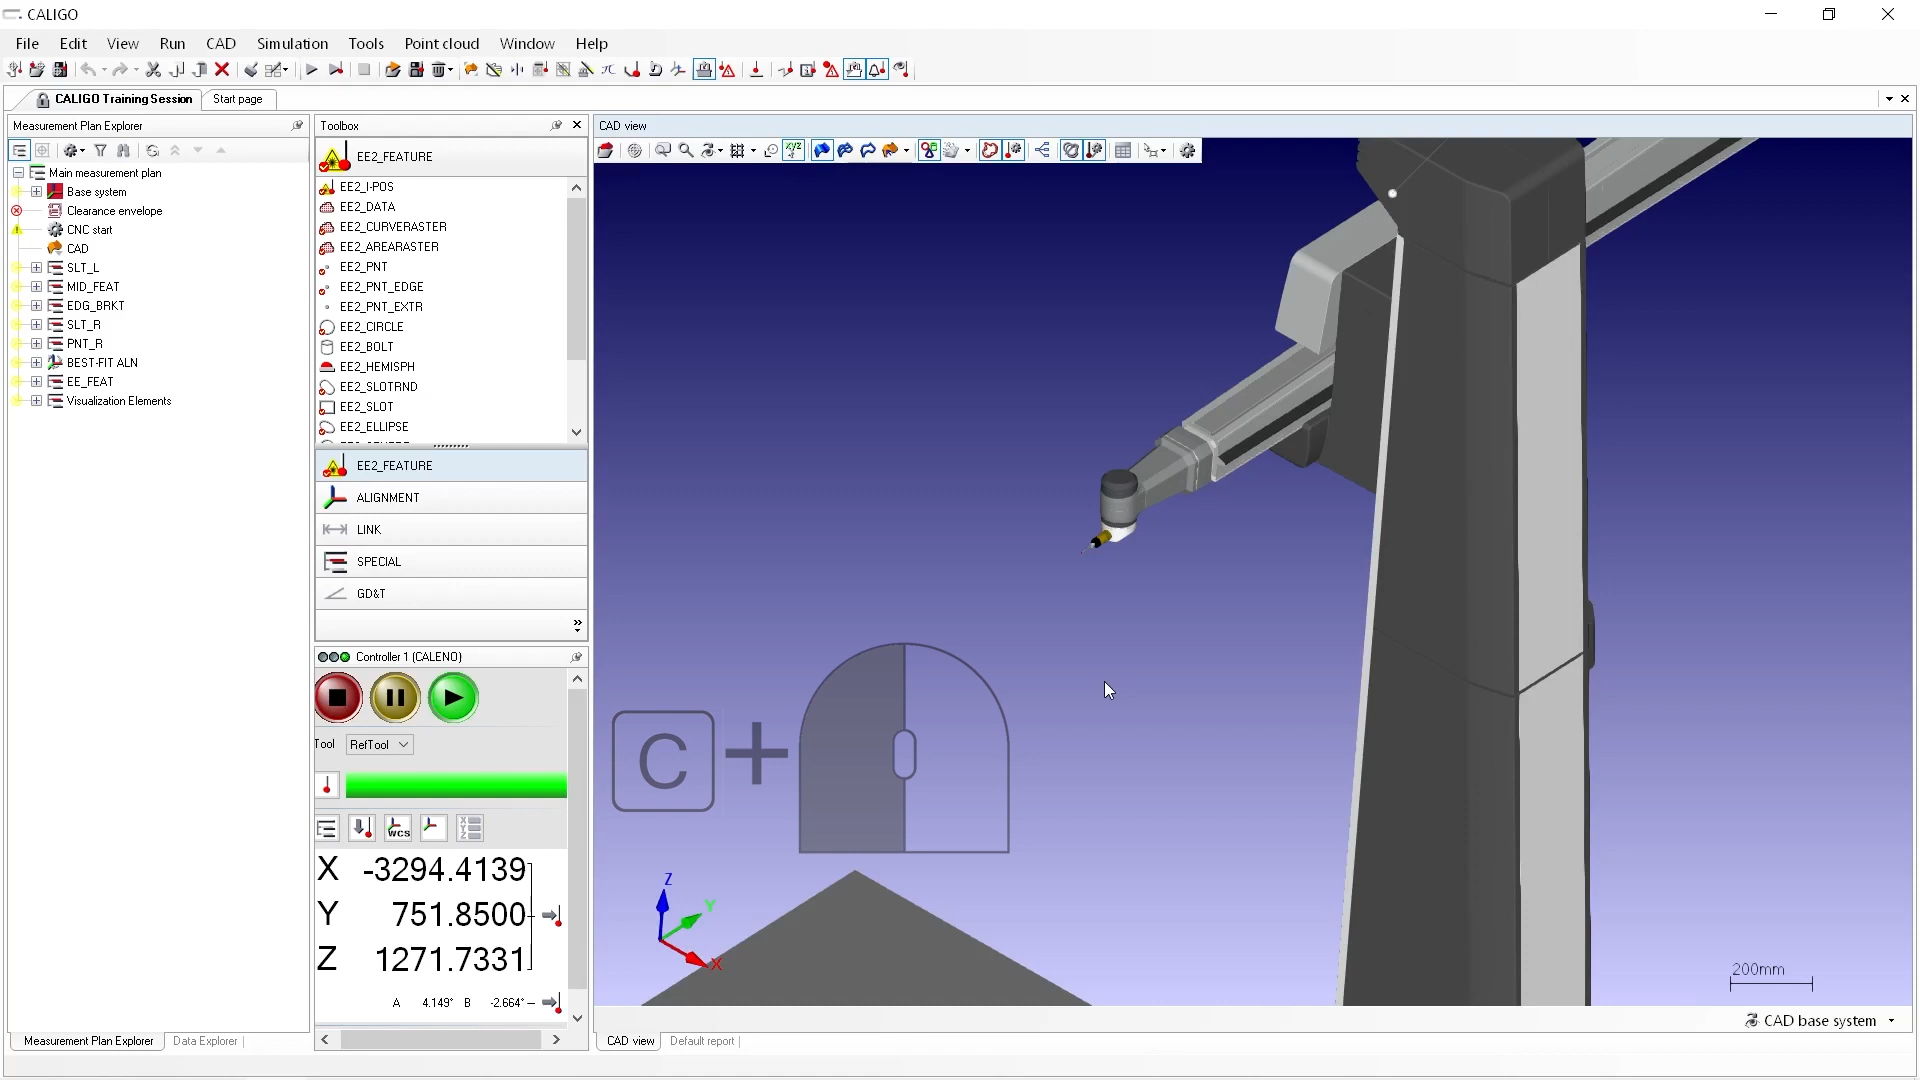 CALIGO
File Edit View Run CAD Simulation Tools Point cloud Window Help
CALIGO Training Session Start page
Measurement Plan Explorer
Main measurement plan
Base system
Clearance envelope
CNC start
CAD
SLT_L
MID_FEAT
EDG_BRKT
SLT_R
PNT_R
BEST-FIT ALN
EE_FEAT
Visualization Elements
Measurement Plan Explorer Data Explorer
Toolbox
EE2_FEATURE
EE2_I-POS
EE2_DATA
EE2_CURVERASTER
EE2_AREARASTER
EE2_PNT
EE2_PNT_EDGE
EE2_PNT_EXTR
EE2_CIRCLE
EE2_BOLT
EE2_HEMISPH
EE2_SLOTRND
EE2_SLOT
EE2_ELLIPSE
EE2_FEATURE
ALIGNMENT
LINK
SPECIAL
GD&T
Controller 1 (CALENO)
Tool RefTool
WCS
X -3294.4139
Y 751.8500
Z 1271.7331
A 4.149° B -2.664°
CAD view
XYZ
C +
Z
Y
X
200mm
CAD base system
CAD view Default report